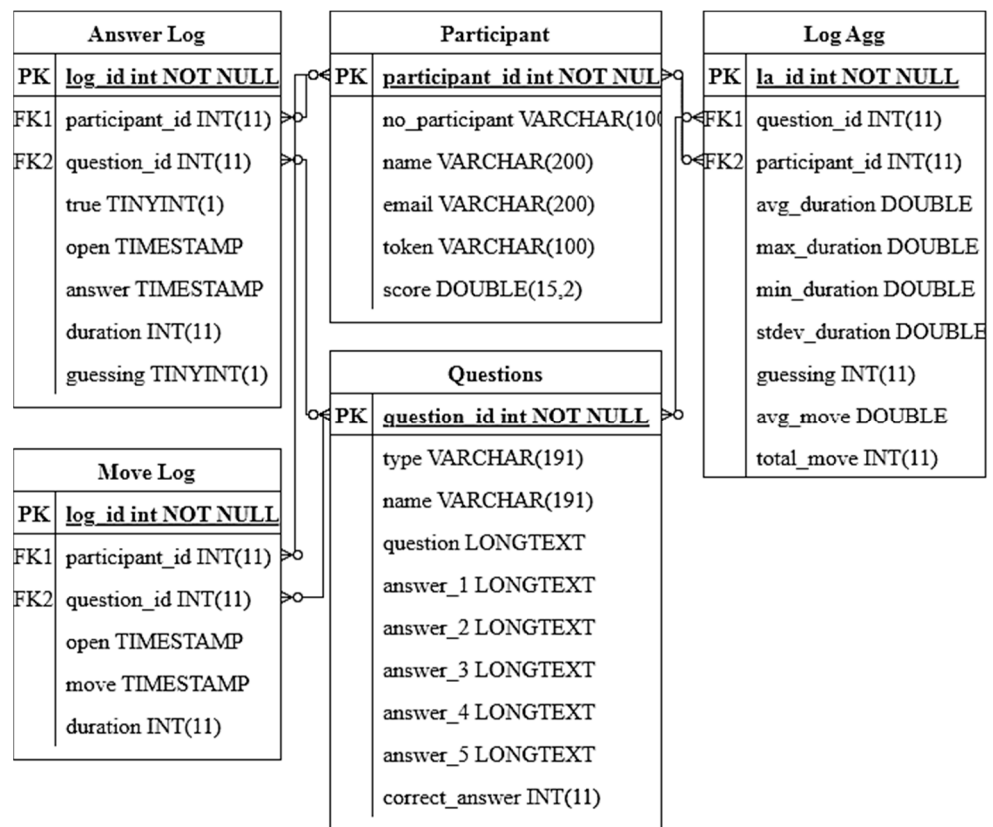 Answer Log
PK log_id int NOT NULL
FK1 participant_id INT(11)
FK2 question_id INT(11)
true TINYINT(1)
open TIMESTAMP
answer TIMESTAMP
duration INT(11)
guessing TINYINT(1)
Move Log
PK log_id int NOT NULL
FK1 participant_id INT(11)
FK2 question_id INT(11)
open TIMESTAMP
move TIMESTAMP
duration INT(11)
Participant
PK participant_id int NOT NUL
no_participant VARCHAR(100
name VARCHAR(200)
email VARCHAR(200)
token VARCHAR(100)
score DOUBLE(15,2)
Questions
PK question_id int NOT NULL
type VARCHAR(191)
name VARCHAR(191)
question LONGTEXT
answer_1 LONGTEXT
answer_2 LONGTEXT
answer_3 LONGTEXT
answer_4 LONGTEXT
answer_5 LONGTEXT
correct_answer INT(11)
Log Agg
PK la_id int NOT NULL
FK1 question_id INT(11)
FK2 participant_id INT(11)
avg_duration DOUBLE
max_duration DOUBLE
min_duration DOUBLE
stdev_duration DOUBLE
guessing INT(11)
avg_move DOUBLE
total_move INT(11)